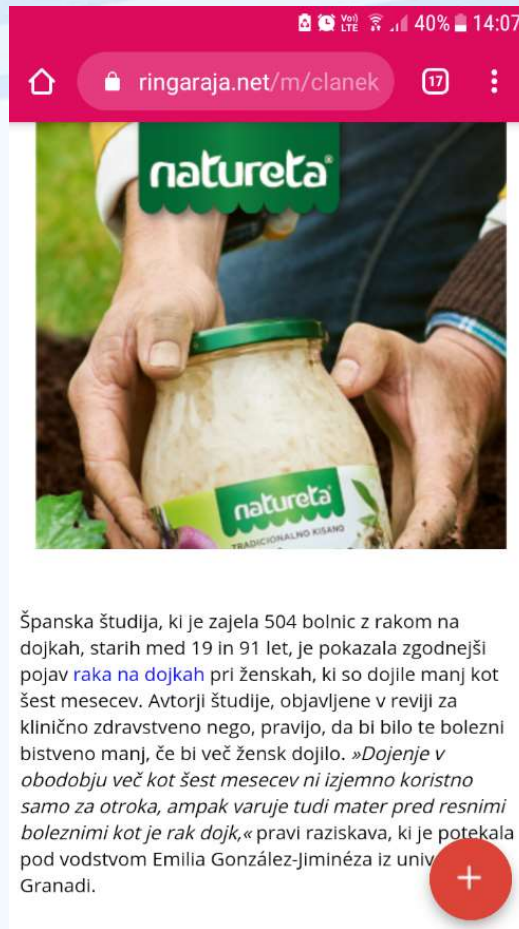 Vo))
LTE
40%
14:07
ringaraja.net/m/clanek
17
natureta®
natureta
TRADICIONALNO KISANO
Španska študija, ki je zajela 504 bolnic z rakom na
dojkah, starih med 19 in 91 let, je pokazala zgodnejši
pojav raka na dojkah pri ženskah, ki so dojile manj kot
šest mesecev. Avtorji študije, objavljene v reviji za
klinično zdravstveno nego, pravijo, da bi bilo te bolezni
bistveno manj, če bi več žensk dojilo. »Dojenje v
obodobju več kot šest mesecev ni izjemno koristno
samo za otroka, ampak varuje tudi mater pred resnimi
boleznimi kot je rak dojk,« pravi raziskava, ki je potekala
pod vodstvom Emilia González-Jiminéza iz univ
Granadi.
+